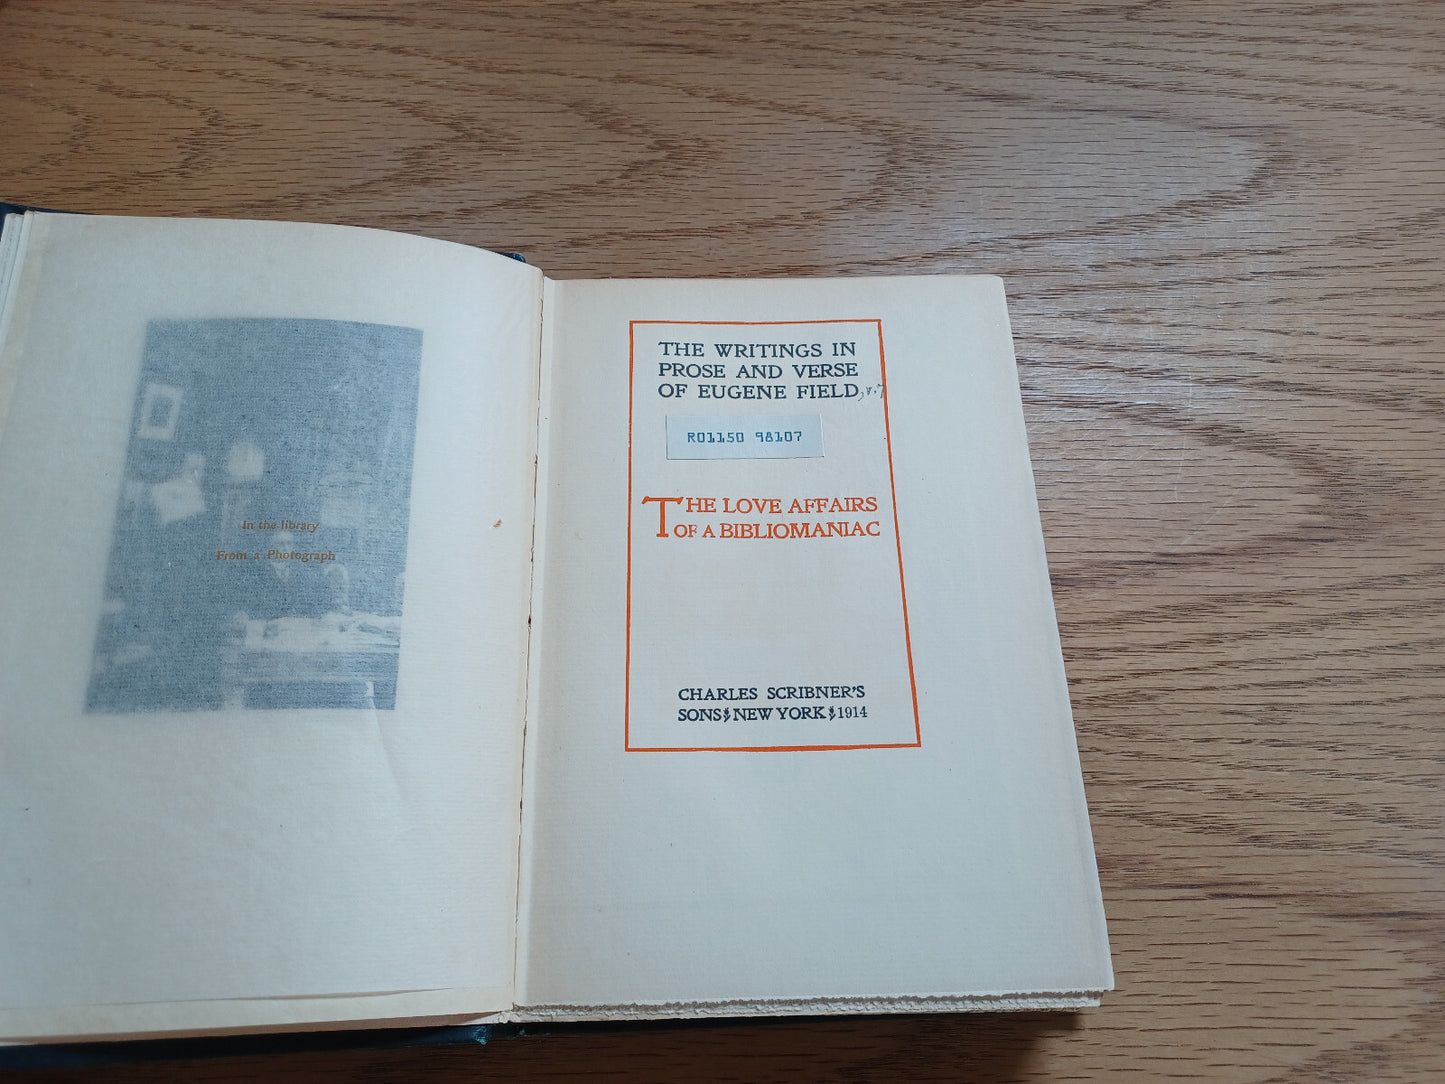 In the library
From a Photograph
THE WRITINGS IN
PROSE AND VERSE
OF EUGENE FIELD, v.7
R01150 98107
THE LOVE AFFAIRS
OF A BIBLIOMANIAC
CHARLES SCRIBNER'S
SONS NEW YORK 1914